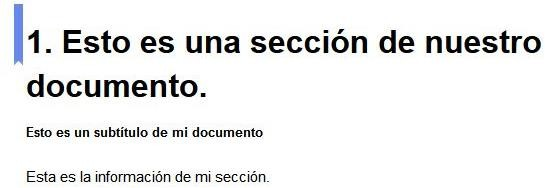 1. Esto es una sección de nuestro
documento.
Esto es un subtítulo de mi documento
Esta es la información de mi sección.